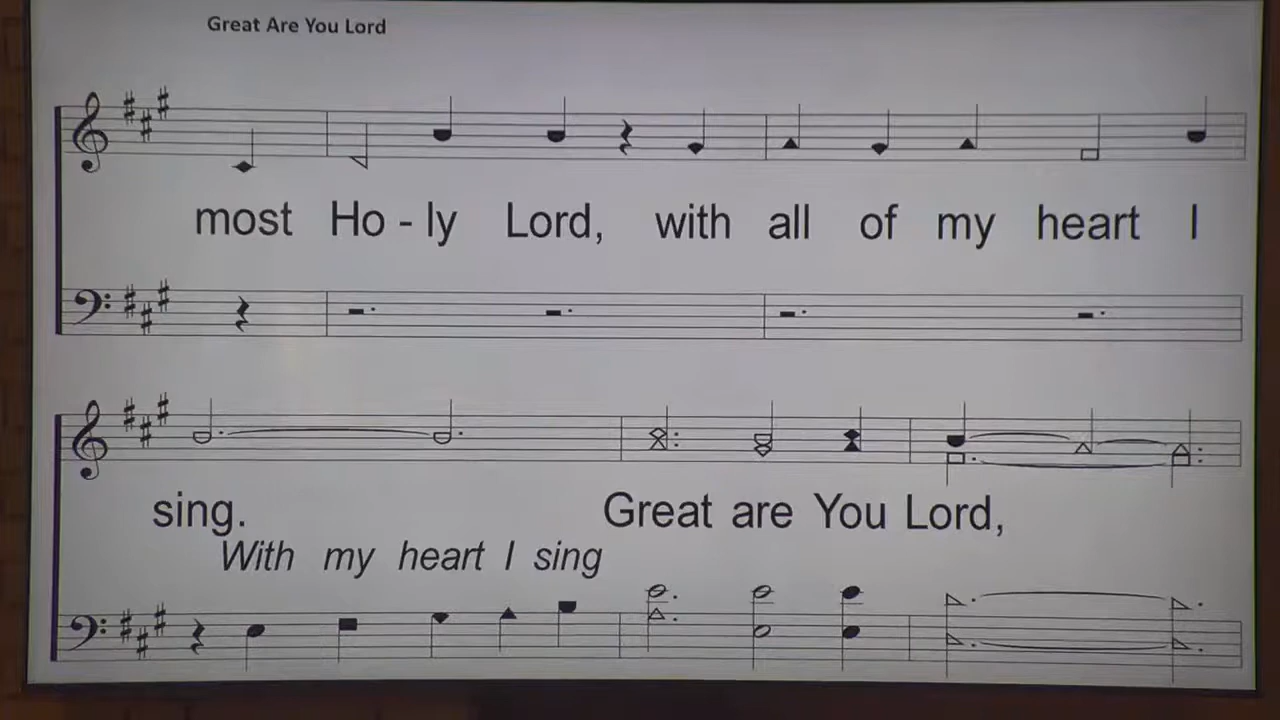 Great Are You Lord
most Ho - ly Lord, with all of my heart I
sing. Great are You Lord,
With my heart I sing